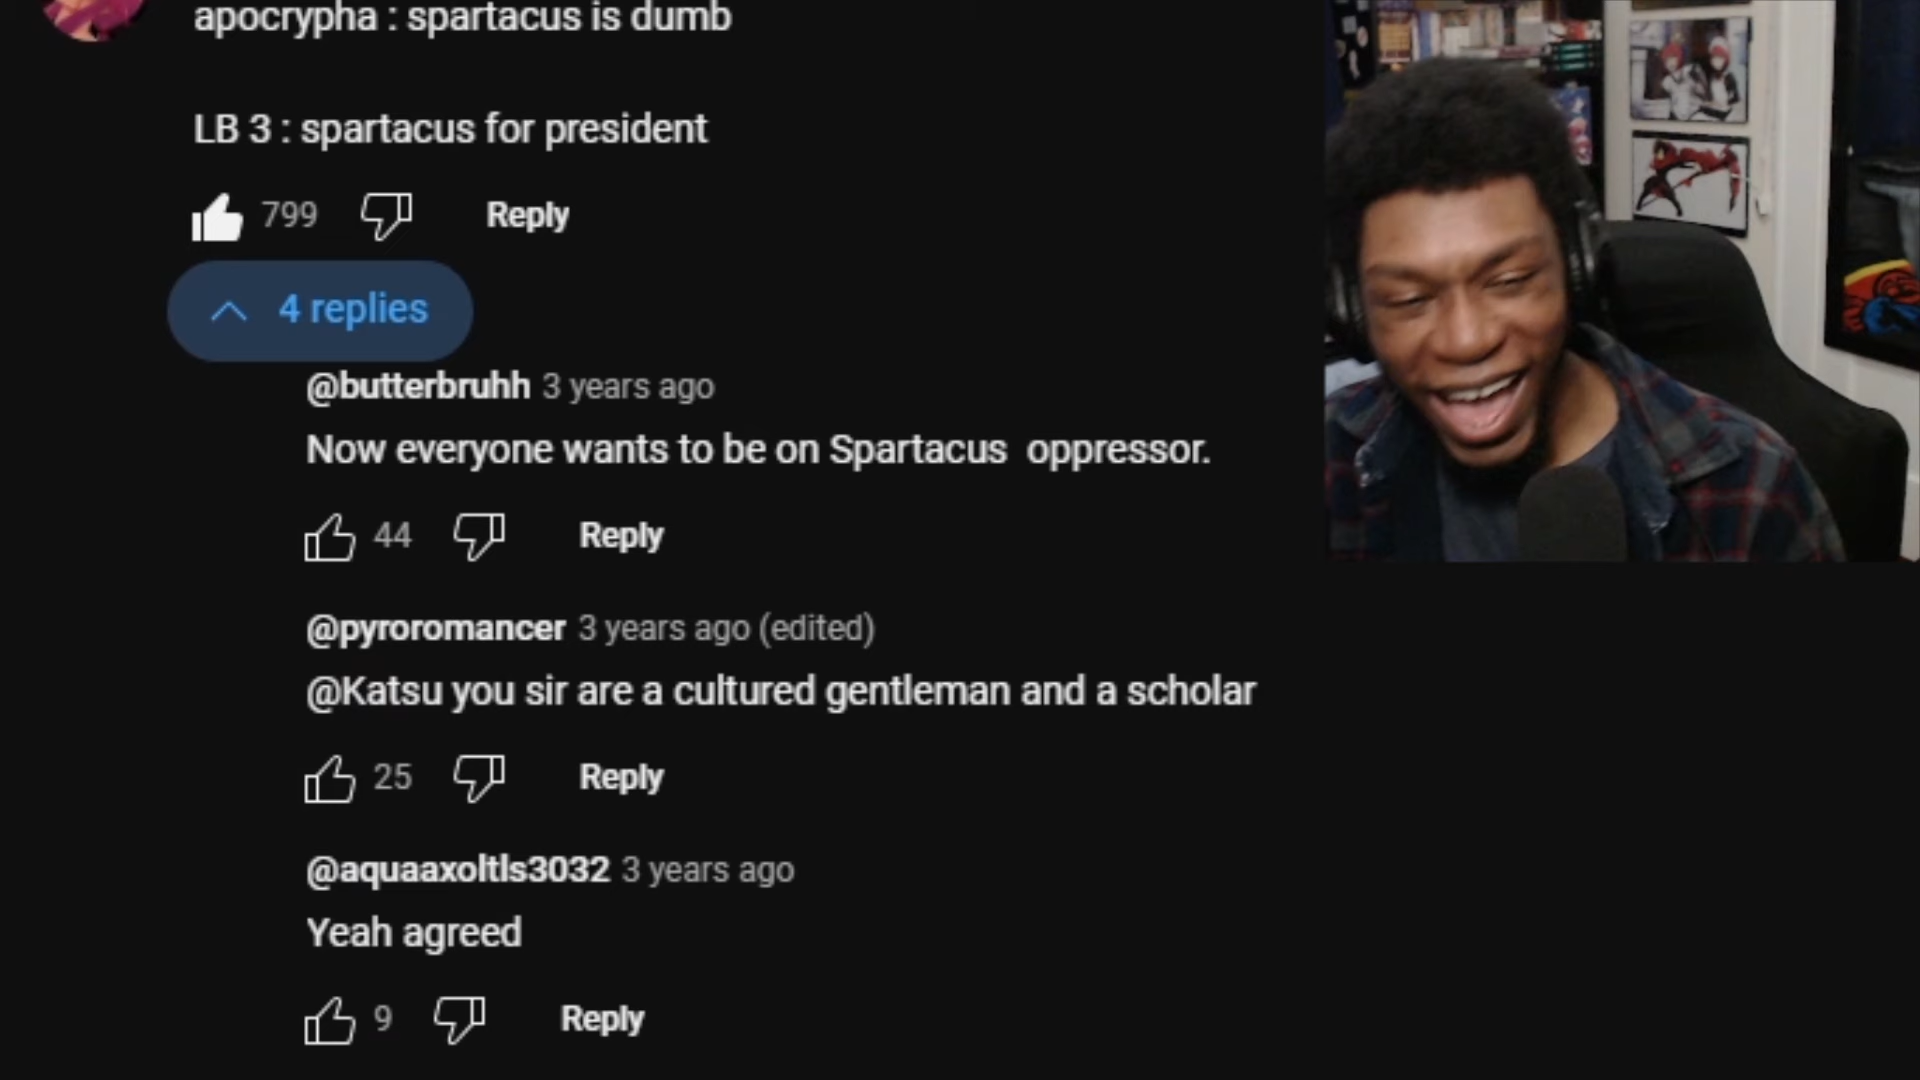 apocrypha : spartacus is dumb
LB 3 : spartacus for president
799 Reply
4 replies
@butterbruhh 3 years ago
Now everyone wants to be on Spartacus  oppressor.
44 Reply
@pyroromancer 3 years ago (edited)
@Katsu you sir are a cultured gentleman and a scholar
25 Reply
@aquaaxoltls3032 3 years ago
Yeah agreed
9 Reply